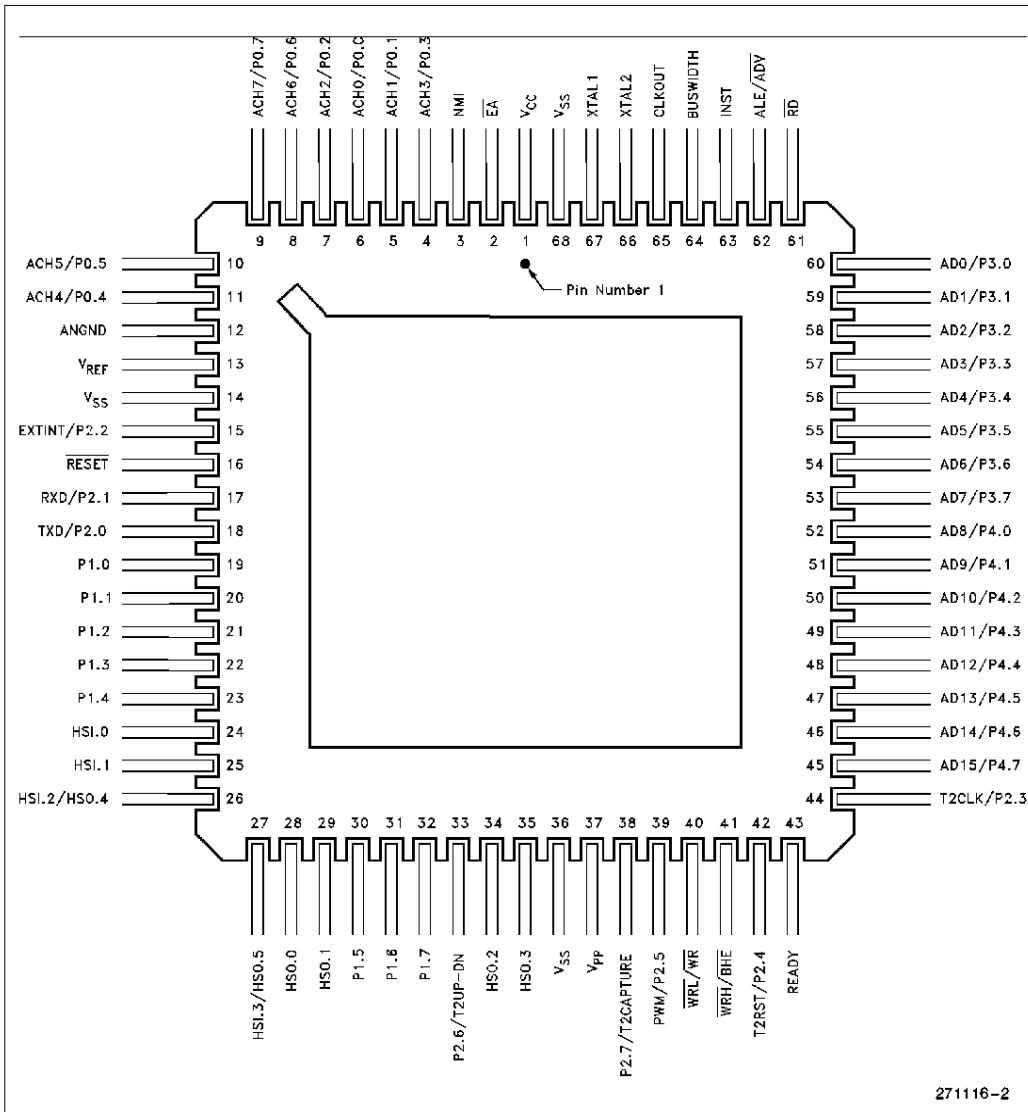 ACH7/P0.7
ACH6/P0.6
ACH2/P0.2
ACH0/P0.0
ACH1/P0.1
ACH3/P0.3
NMI
EA
VCC
VSS
XTAL1
XTAL2
CLKOUT
BUSWIDTH
INST
ALE/ADV
RD
9 8 7 6 5 4 3 2 1 68 67 66 65 64 63 62 61
Pin Number 1
ACH5/P0.5 10
ACH4/P0.4 11
ANGND 12
VREF 13
VSS 14
EXTINT/P2.2 15
RESET 16
RXD/P2.1 17
TXD/P2.0 18
P1.0 19
P1.1 20
P1.2 21
P1.3 22
P1.4 23
HSI.0 24
HSI.1 25
HSI.2/HSO.4 26
60 AD0/P3.0
59 AD1/P3.1
58 AD2/P3.2
57 AD3/P3.3
56 AD4/P3.4
55 AD5/P3.5
54 AD6/P3.6
53 AD7/P3.7
52 AD8/P4.0
51 AD9/P4.1
50 AD10/P4.2
49 AD11/P4.3
48 AD12/P4.4
47 AD13/P4.5
46 AD14/P4.6
45 AD15/P4.7
44 T2CLK/P2.3
27 28 29 30 31 32 33 34 35 36 37 38 39 40 41 42 43
HSI.3/HSO.5
HSO.0
HSO.1
P1.5
P1.6
P1.7
P2.6/T2UP-DN
HSO.2
HSO.3
VSS
VPP
P2.7/T2CAPTURE
PWM/P2.5
WRL/WR
WRH/BHE
T2RST/P2.4
READY
271116-2